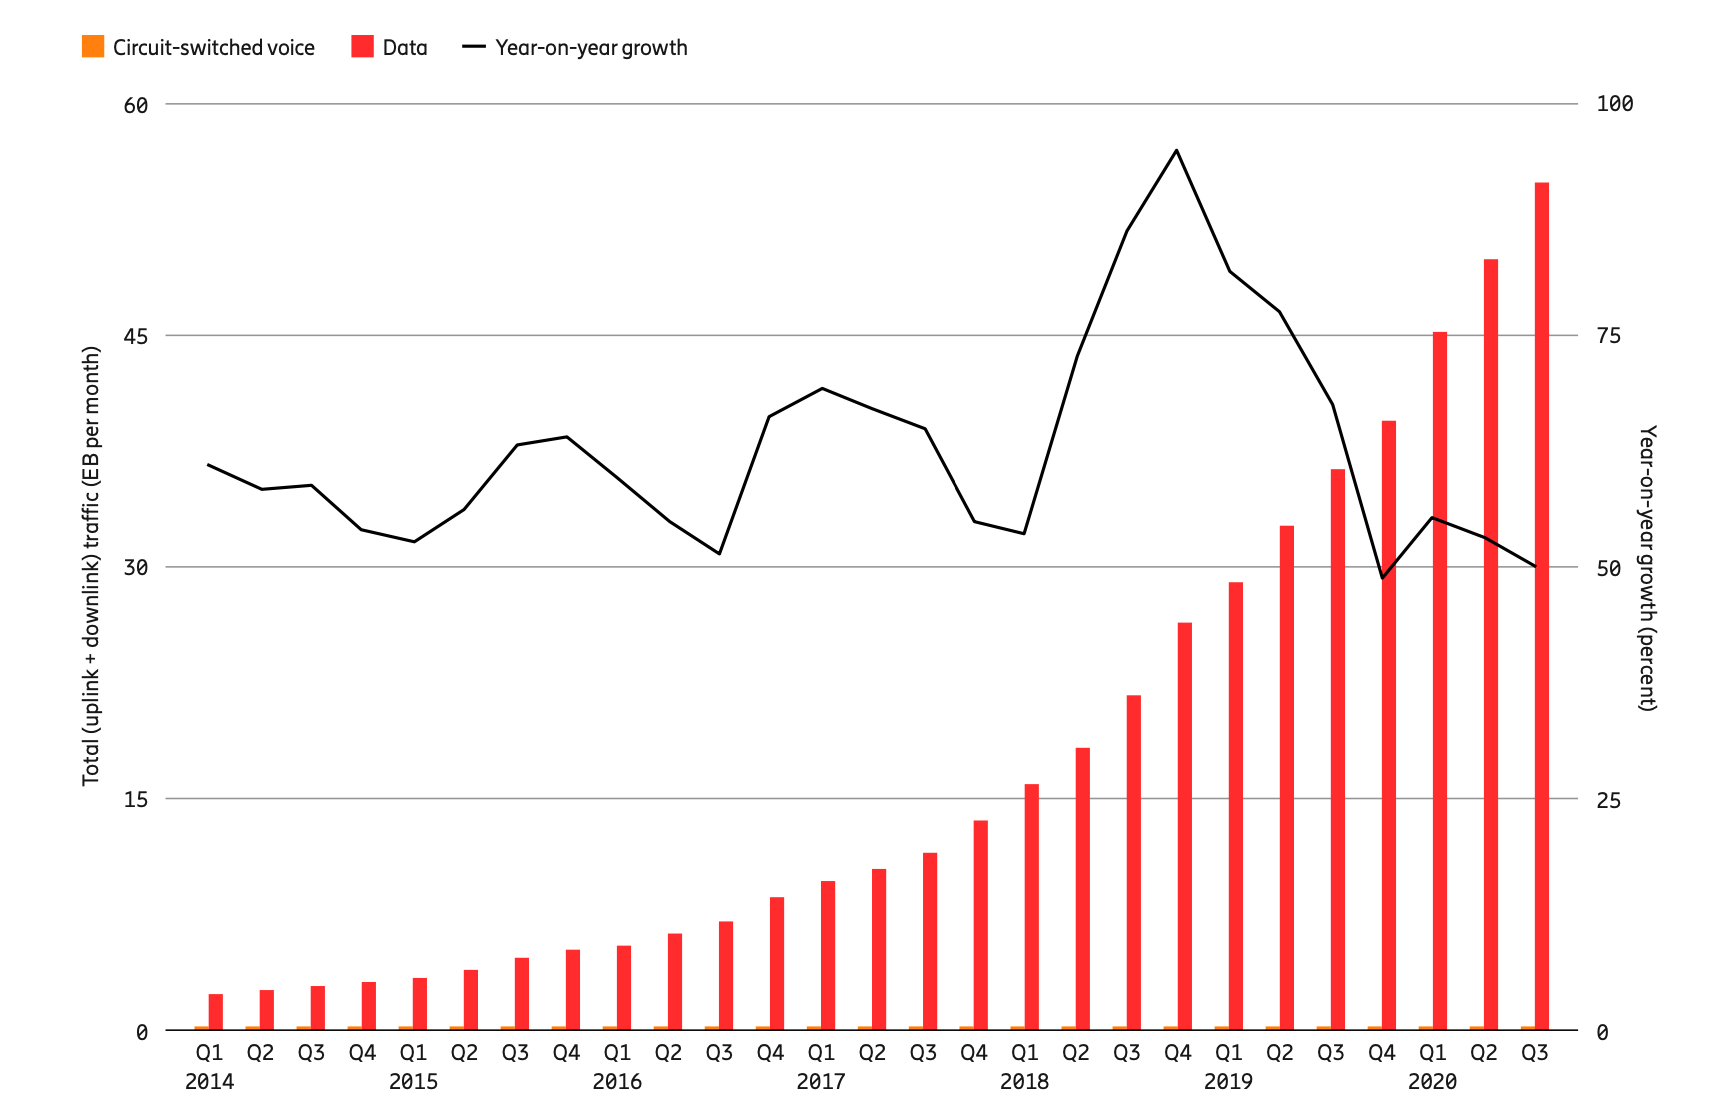 Circuit-switched voice Data Year-on-year growth
60 100
45 75
30 50
15 25
0 0
Total (uplink + downlink) traffic (EB per month)
Year-on-year growth (percent)
Q1 Q2 Q3 Q4 Q1 Q2 Q3 Q4 Q1 Q2 Q3 Q4 Q1 Q2 Q3 Q4 Q1 Q2 Q3 Q4 Q1 Q2 Q3 Q4 Q1 Q2 Q3
2014 2015 2016 2017 2018 2019 2020